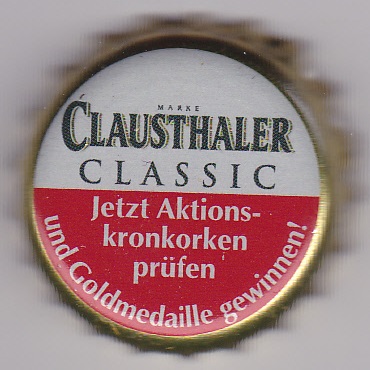 MARKE
CLAUSTHALER
CLASSIC
Jetzt Aktions-
kronkorken
prüfen
und Goldmedaille gewinnen!